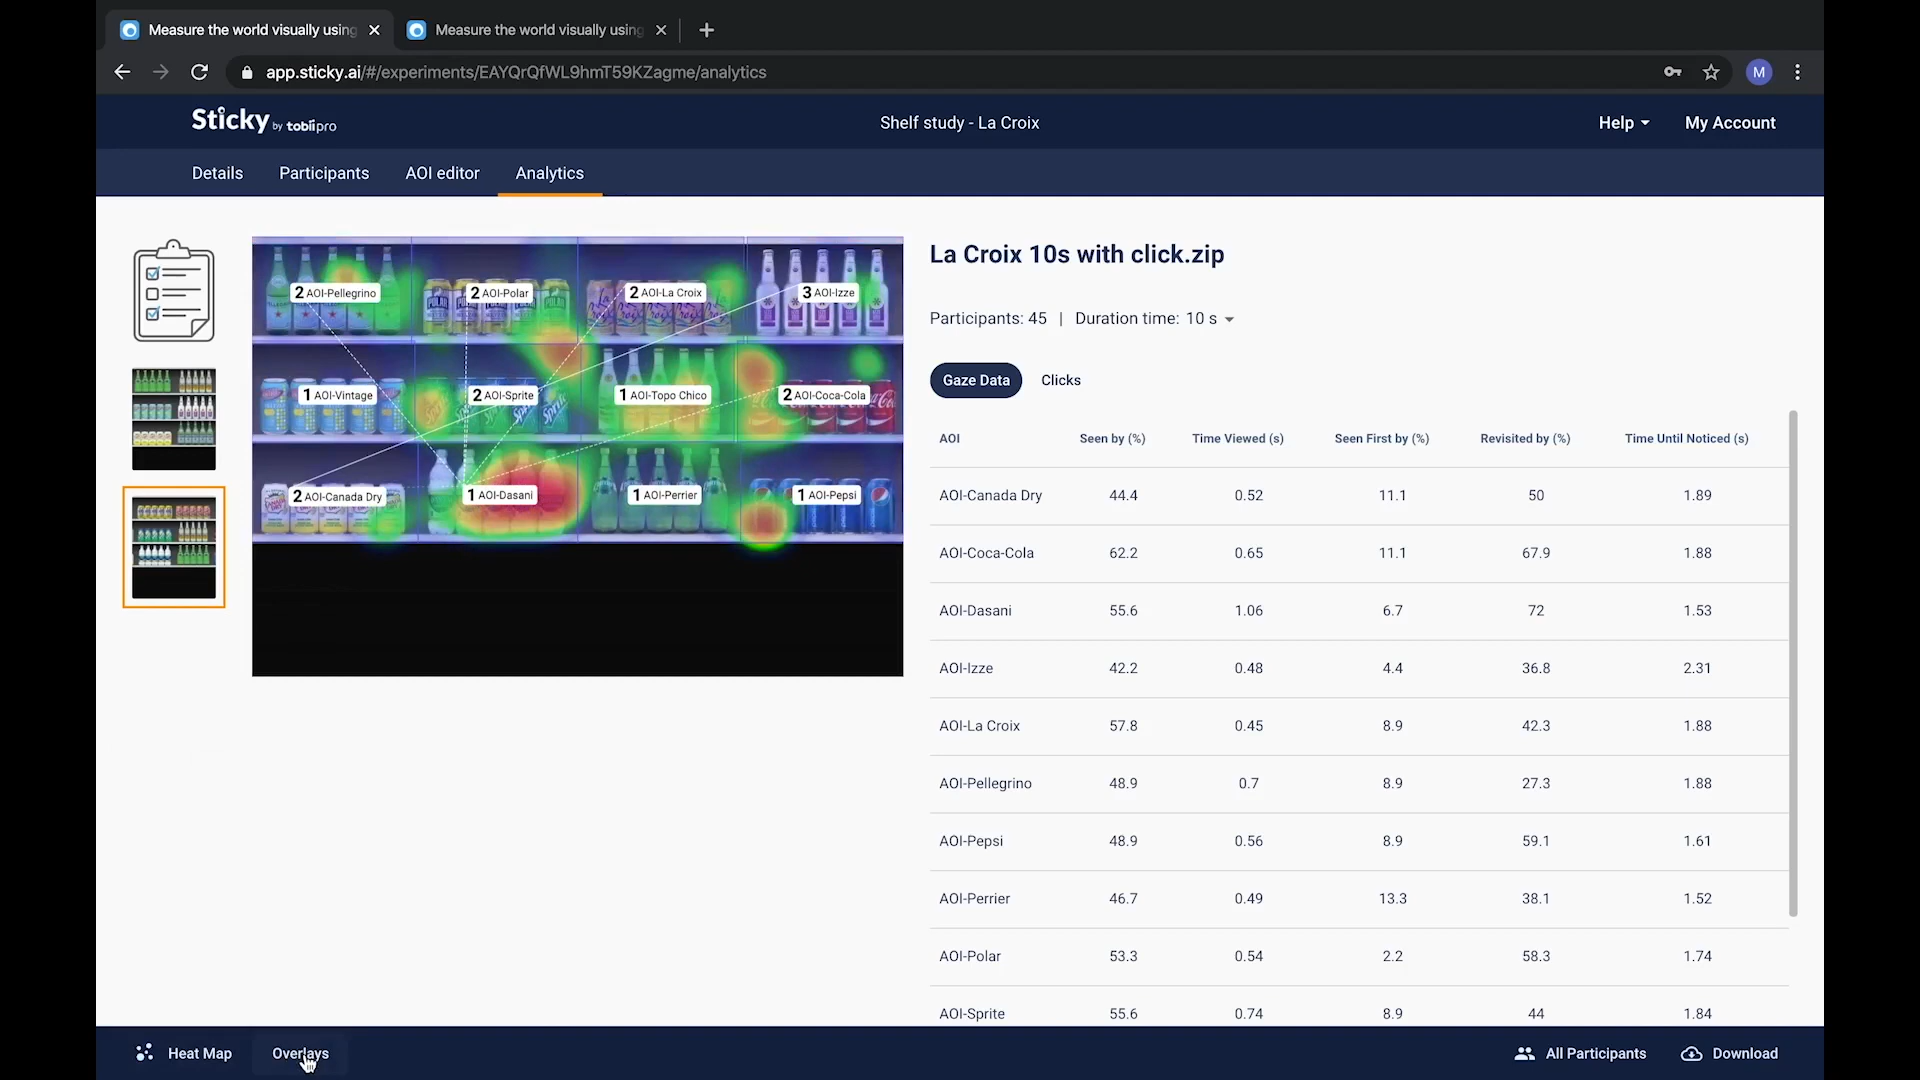 Measure the world visually using
Measure the world visually using
app.sticky.ai/#/experiments/EAYQrQfWL9hmT59KZagme/analytics
M
Sticky by tobiipro
Shelf study - La Croix
Help
My Account
Details
Participants
AOI editor
Analytics
2 AOI-Pellegrino
2 AOI-Polar
2 AOI-La Croix
3 AOI-Izze
1 AOI-Vintage
2 AOI-Sprite
1 AOI-Topo Chico
2 AOI-Coca-Cola
2 AOI-Canada Dry
1 AOI-Dasani
1 AOI-Perrier
1 AOI-Pepsi
La Croix 10s with click.zip
Participants: 45 | Duration time: 10 s
Gaze Data Clicks
AOI Seen by (%) Time Viewed (s) Seen First by (%) Revisited by (%) Time Until Noticed (s)
AOI-Canada Dry 44.4 0.52 11.1 50 1.89
AOI-Coca-Cola 62.2 0.65 11.1 67.9 1.88
AOI-Dasani 55.6 1.06 6.7 72 1.53
AOI-Izze 42.2 0.48 4.4 36.8 2.31
AOI-La Croix 57.8 0.45 8.9 42.3 1.88
AOI-Pellegrino 48.9 0.7 8.9 27.3 1.88
AOI-Pepsi 48.9 0.56 8.9 59.1 1.61
AOI-Perrier 46.7 0.49 13.3 38.1 1.52
AOI-Polar 53.3 0.54 2.2 58.3 1.74
AOI-Sprite 55.6 0.74 8.9 44 1.84
Heat Map
Overlays
All Participants
Download